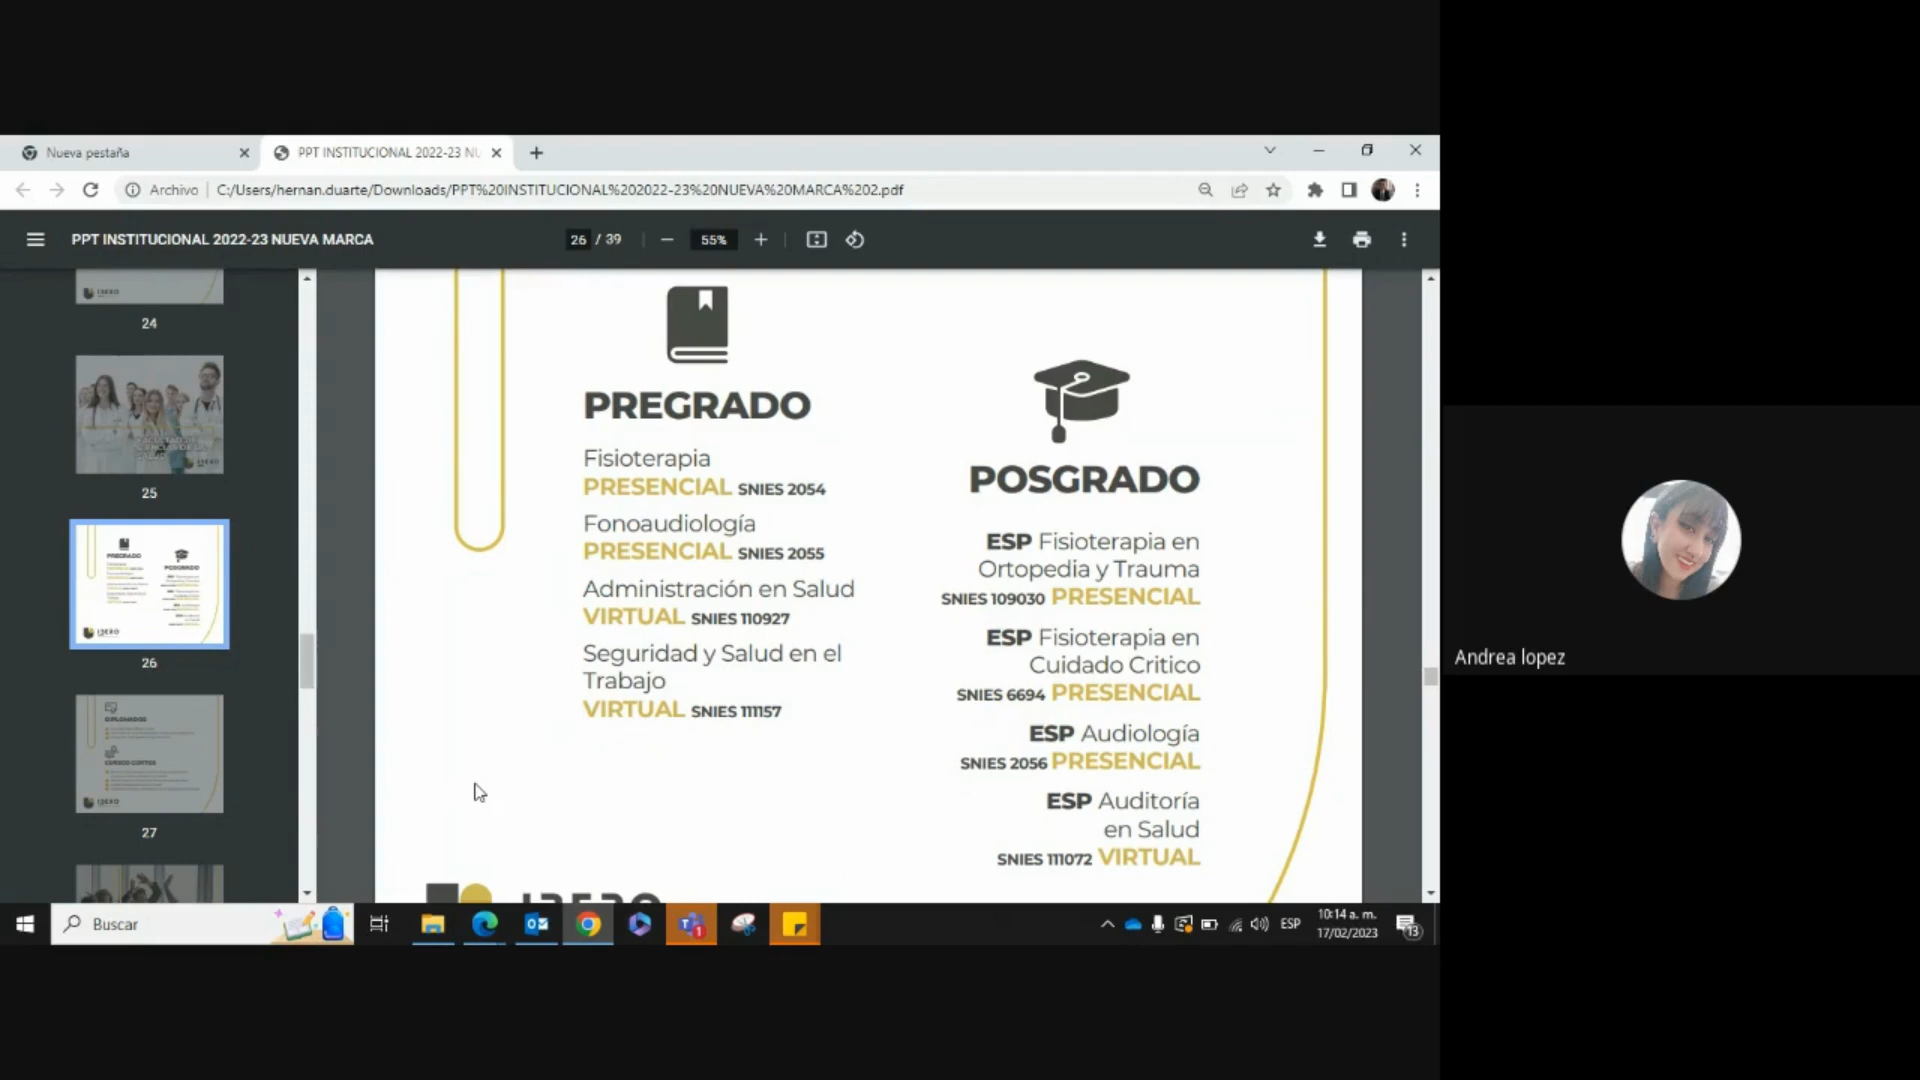 Nueva pestaña
PPT INSTITUCIONAL 2022-23 NU
Archivo
C:/Users/hernan.duarte/Downloads/PPT%20INSTITUCIONAL%202022-23%20NUEVA%20MARCA%202.pdf
PPT INSTITUCIONAL 2022-23 NUEVA MARCA
26 / 39
55%
24
25
26
27
PREGRADO
Fisioterapia
PRESENCIAL SNIES 2054
Fonoaudiología
PRESENCIAL SNIES 2055
Administración en Salud
VIRTUAL SNIES 110927
Seguridad y Salud en el
Trabajo
VIRTUAL SNIES 111157
POSGRADO
ESP Fisioterapia en
Ortopedia y Trauma
SNIES 109030 PRESENCIAL
ESP Fisioterapia en
Cuidado Critico
SNIES 6694 PRESENCIAL
ESP Audiología
SNIES 2056 PRESENCIAL
ESP Auditoría
en Salud
SNIES 111072 VIRTUAL
Andrea lopez
Buscar
ESP
10:14 a. m.
17/02/2023
13